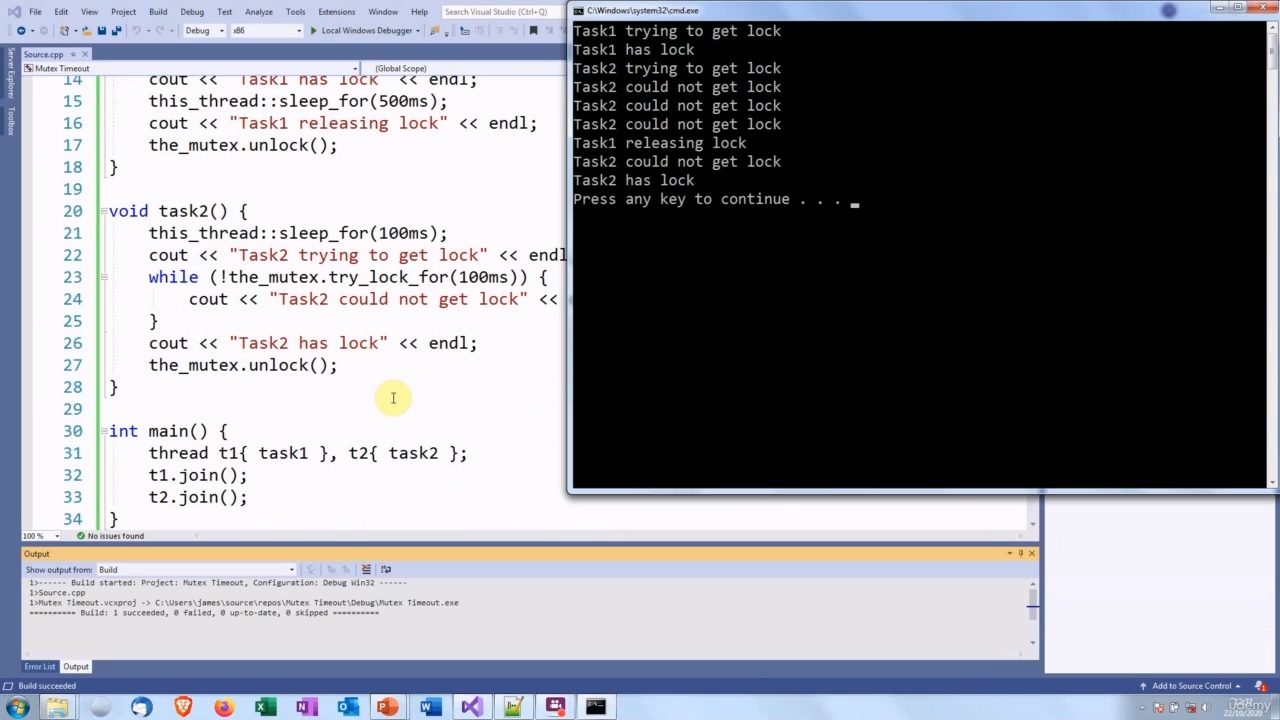 File Edit View Project Build Debug Test Analyze Tools Extensions Window Help Search Visual Studio (Ctrl+Q)
Debug x86 Local Windows Debugger
Source.cpp
Mutex Timeout (Global Scope)
Server Explorer
Toolbox
14 cout << "Task1 has lock" << endl;
15 this_thread::sleep_for(500ms);
16 cout << "Task1 releasing lock" << endl;
17 the_mutex.unlock();
18 }
19
20 void task2() {
21 this_thread::sleep_for(100ms);
22 cout << "Task2 trying to get lock" << endl
23 while (!the_mutex.try_lock_for(100ms)) {
24 cout << "Task2 could not get lock" <<
25 }
26 cout << "Task2 has lock" << endl;
27 the_mutex.unlock();
28 }
29
30 int main() {
31 thread t1{ task1 }, t2{ task2 };
32 t1.join();
33 t2.join();
34 }
100 % No issues found
Output
Show output from: Build
1>------ Build started: Project: Mutex Timeout, Configuration: Debug Win32 ------
1>Source.cpp
1>Mutex Timeout.vcxproj -> C:\Users\james\source\repos\Mutex Timeout\Debug\Mutex Timeout.exe
========== Build: 1 succeeded, 0 failed, 0 up-to-date, 0 skipped ==========
Error List Output
Build succeeded Add to Source Control 1
C:\Windows\system32\cmd.exe
Task1 trying to get lock
Task1 has lock
Task2 trying to get lock
Task2 could not get lock
Task2 could not get lock
Task2 could not get lock
Task1 releasing lock
Task2 could not get lock
Task2 has lock
Press any key to continue . . .
udemy
22/10/2020